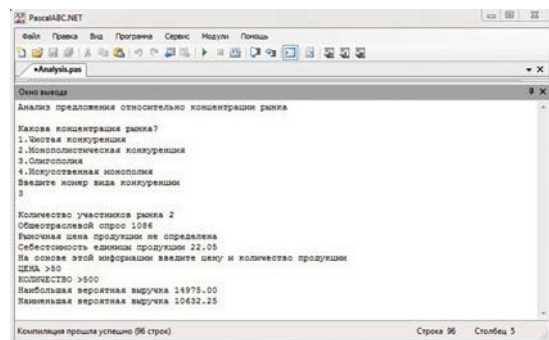 PascalABC.NET
Файл Правка Вид Программа Сервис Модули Помощь
•Analysis.pas
Окно вывода
Анализ предложения относительно концентрации рынка
Какова концентрация рынка?
1.Чистая конкуренция
2.Монополистическая конкуренция
3.Олигополия
4.Искусственная монополия
Введите номер вида конкуренции
3
Количество участников рынка 2
Общеотраслевой спрос 1086
Рыночная цена продукции не определена
Себестоимость единицы продукции 22.05
На основе этой информации введите цену и количество продукции
ЦЕНА >50
КОЛИЧЕСТВО >500
Наибольшая вероятная выручка 14975.00
Наименьшая вероятная выручка 10632.25
Компиляция прошла успешно (96 строк) Строка 96 Столбец 5